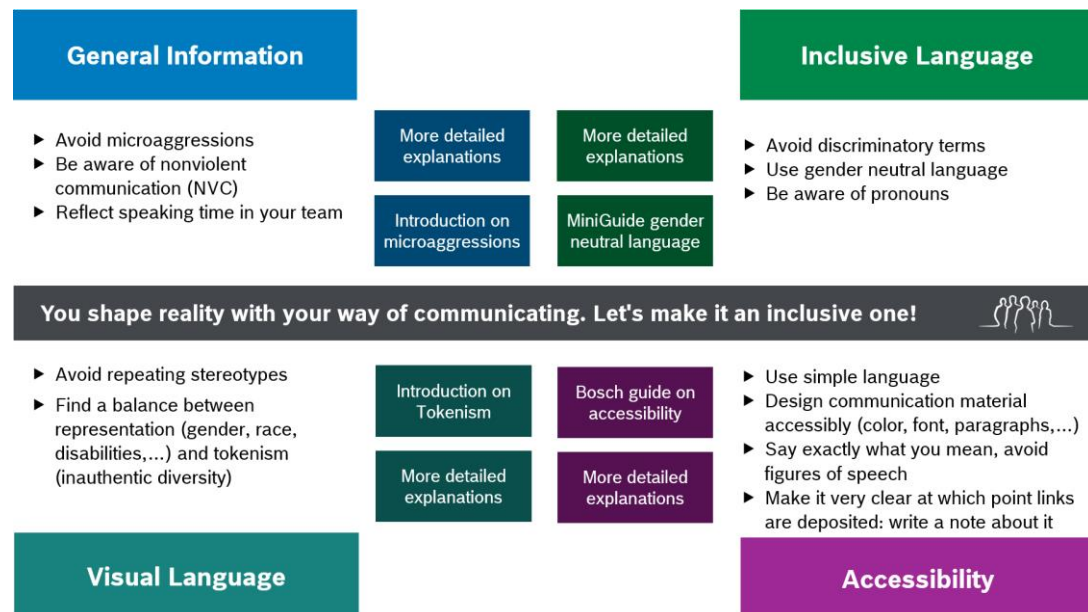 General Information
Inclusive Language
▶ Avoid microaggressions
▶ Be aware of nonviolent
communication (NVC)
▶ Reflect speaking time in your team
More detailed
explanations
Introduction on
microaggressions
More detailed
explanations
MiniGuide gender
neutral language
▶ Avoid discriminatory terms
▶ Use gender neutral language
▶ Be aware of pronouns
You shape reality with your way of communicating. Let's make it an inclusive one!
▶ Avoid repeating stereotypes
▶ Find a balance between
representation (gender, race,
disabilities,...) and tokenism
(inauthentic diversity)
Introduction on
Tokenism
More detailed
explanations
Bosch guide on
accessibility
More detailed
explanations
▶ Use simple language
▶ Design communication material
accessibly (color, font, paragraphs,...)
▶ Say exactly what you mean, avoid
figures of speech
▶ Make it very clear at which point links
are deposited: write a note about it
Visual Language
Accessibility